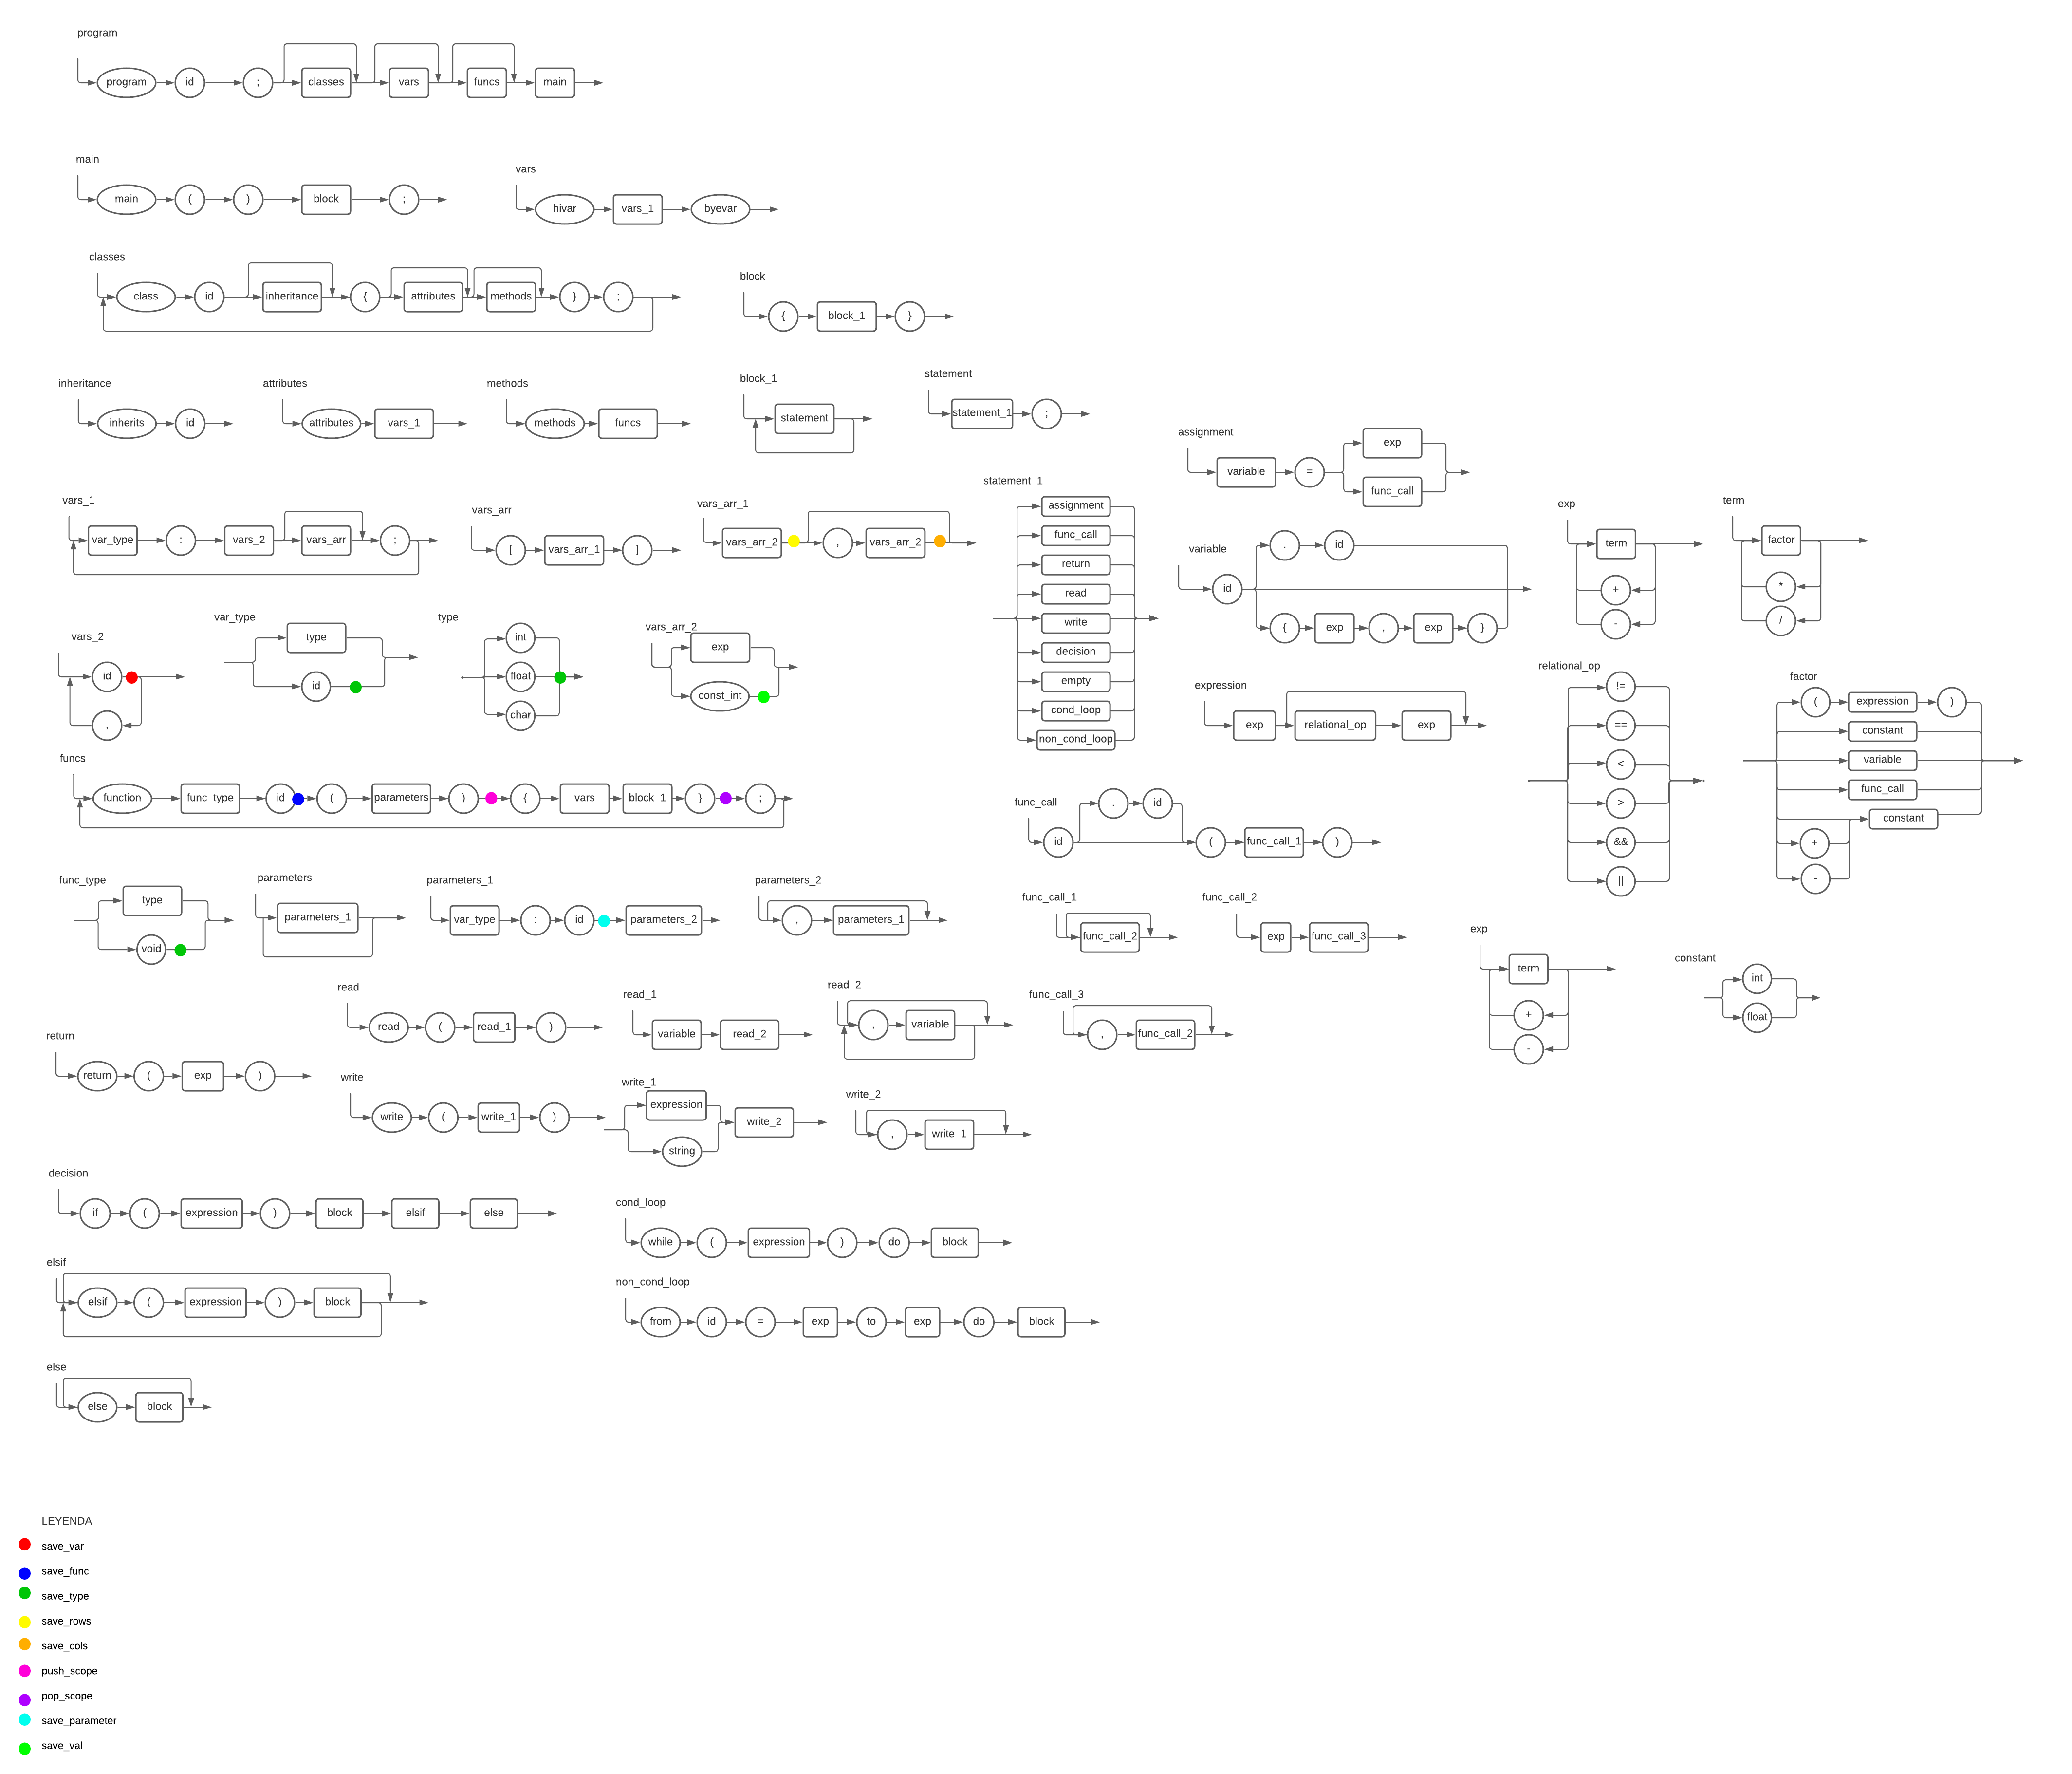 program
program id ; classes vars funcs main
main
main ( ) block ;
vars
hivar vars_1 byevar
classes
class id inheritance { attributes methods } ;
block
{ block_1 }
inheritance
inherits id
attributes
attributes vars_1
methods
methods funcs
block_1
statement
statement
statement_1 ;
assignment
variable = exp
func_call
vars_1
var_type : vars_2 vars_arr ;
vars_arr
[ vars_arr_1 ]
vars_arr_1
vars_arr_2 , vars_arr_2
statement_1
assignment
func_call
return
read
write
decision
empty
cond_loop
non_cond_loop
variable
id
. id
{ exp , exp }
exp
term
+
-
term
factor
*
/
vars_2
id
,
var_type
type
id
type
int
float
char
vars_arr_2
exp
const_int
expression
exp relational_op exp
relational_op
!=
==
<
>
&&
||
factor
( expression )
constant
variable
func_call
constant
+
-
funcs
function func_type id ( parameters ) { vars block_1 } ;
func_call
id . id ( func_call_1 )
func_type
type
void
parameters
parameters_1
parameters_1
var_type : id parameters_2
parameters_2
, parameters_1
func_call_1
func_call_2
func_call_2
exp func_call_3
exp
term
+
-
constant
int
float
return
return ( exp )
read
read ( read_1 )
read_1
variable read_2
read_2
, variable
func_call_3
, func_call_2
write
write ( write_1 )
write_1
expression
string
write_2
write_2
, write_1
decision
if ( expression ) block elsif else
cond_loop
while ( expression ) do block
elsif
elsif ( expression ) block
non_cond_loop
from id = exp to exp do block
else
else block
LEYENDA
save_var
save_func
save_type
save_rows
save_cols
push_scope
pop_scope
save_parameter
save_val